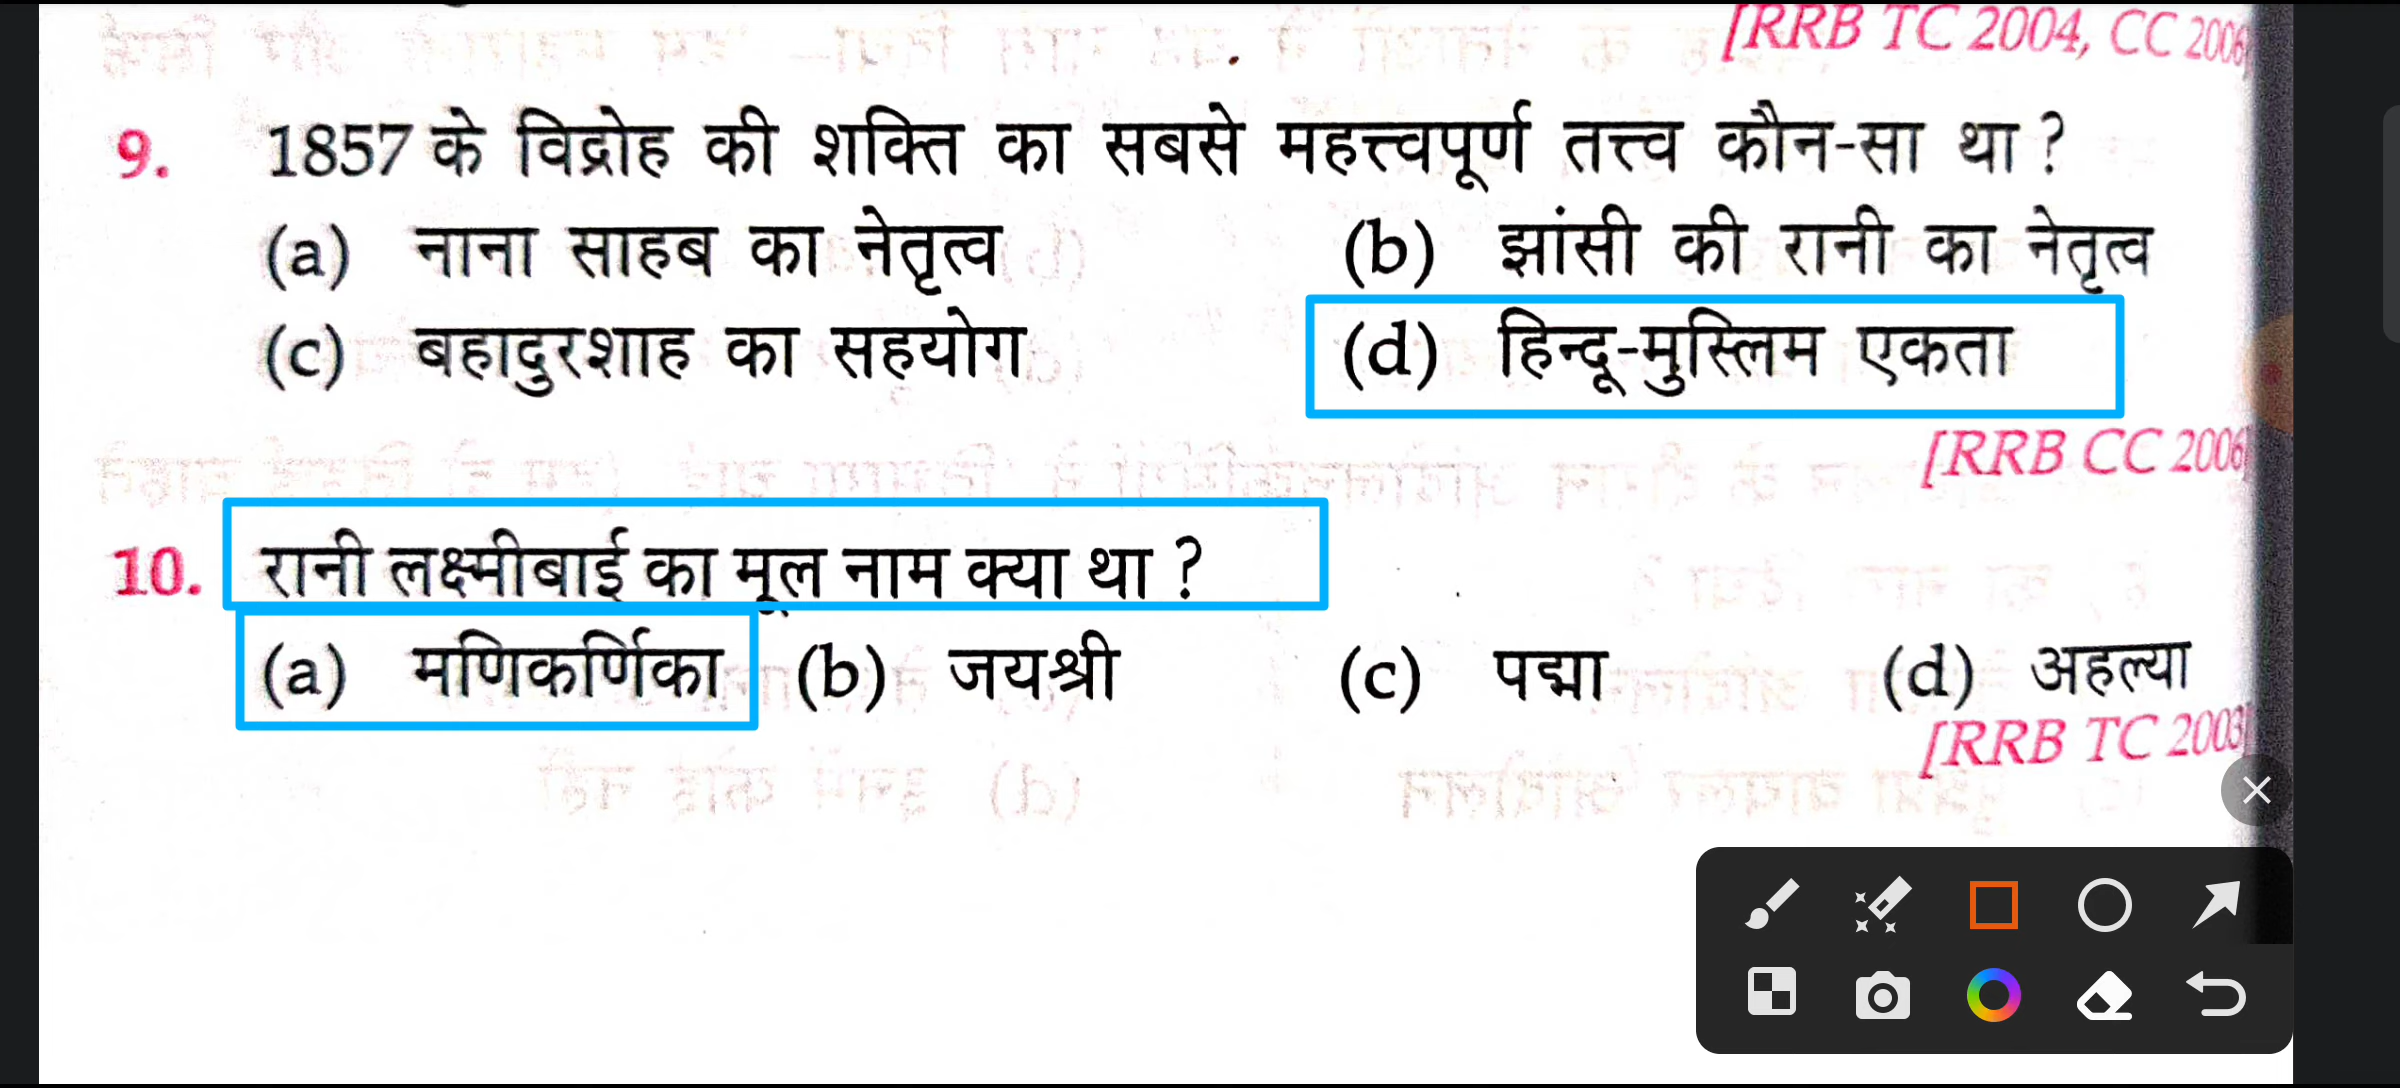 [RRB TC 2004, CC 2006]
9. 1857 के विद्रोह की शक्ति का सबसे महत्त्वपूर्ण तत्त्व कौन-सा था ?
(a) नाना साहब का नेतृत्व (b) झांसी की रानी का नेतृत्व
(c) बहादुरशाह का सहयोग (d) हिन्दू-मुस्लिम एकता
[RRB CC 2006]
10. रानी लक्ष्मीबाई का मूल नाम क्या था ?
(a) मणिकर्णिका (b) जयश्री (c) पद्मा (d) अहल्या
[RRB TC 2003]